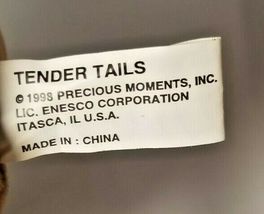 TENDER TAILS
© 1998 PRECIOUS MOMENTS, INC.
LIC. ENESCO CORPORATION
ITASCA, IL U.S.A.
MADE IN : CHINA